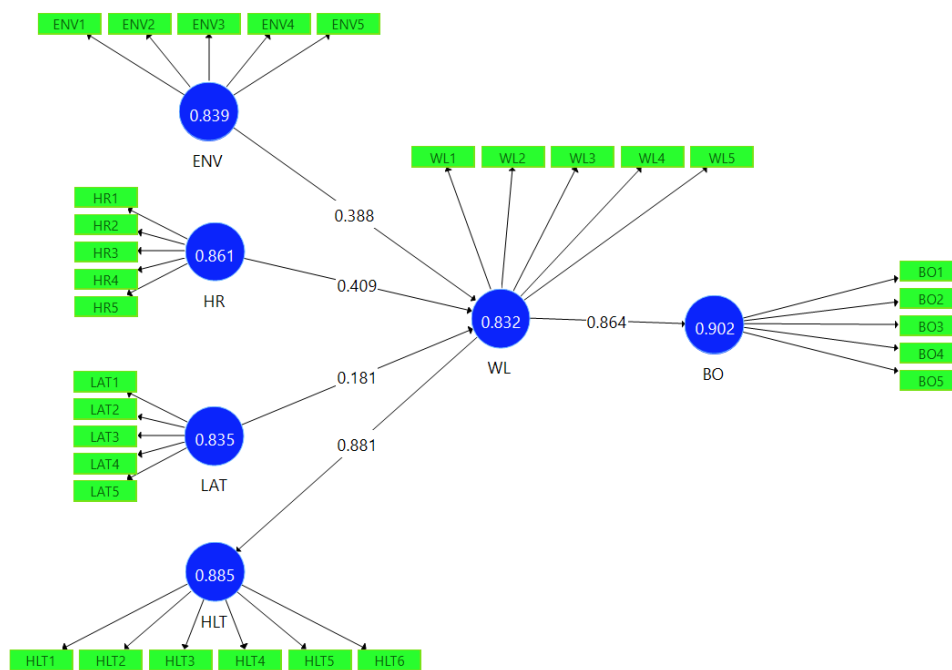 ENV1 ENV2 ENV3 ENV4 ENV5
0.839
ENV
WL1 WL2 WL3 WL4 WL5
HR1
HR2
HR3
HR4
HR5
0.861
HR
0.388
0.409
0.832
WL
0.864
0.902
BO
BO1
BO2
BO3
BO4
BO5
LAT1
LAT2
LAT3
LAT4
LAT5
0.835
LAT
0.181
0.881
0.885
HLT
HLT1 HLT2 HLT3 HLT4 HLT5 HLT6